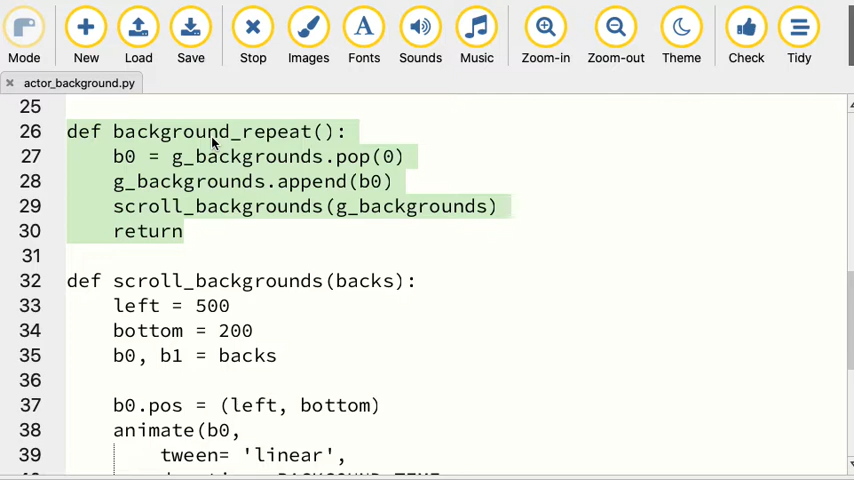 Mode New Load Save Stop Images Fonts Sounds Music Zoom-in Zoom-out Theme Check Tidy
actor_background.py
25
26 def background_repeat():
27     b0 = g_backgrounds.pop(0)
28     g_backgrounds.append(b0)
29     scroll_backgrounds(g_backgrounds)
30     return
31
32 def scroll_backgrounds(backs):
33     left = 500
34     bottom = 200
35     b0, b1 = backs
36
37     b0.pos = (left, bottom)
38     animate(b0,
39         tween= 'linear',